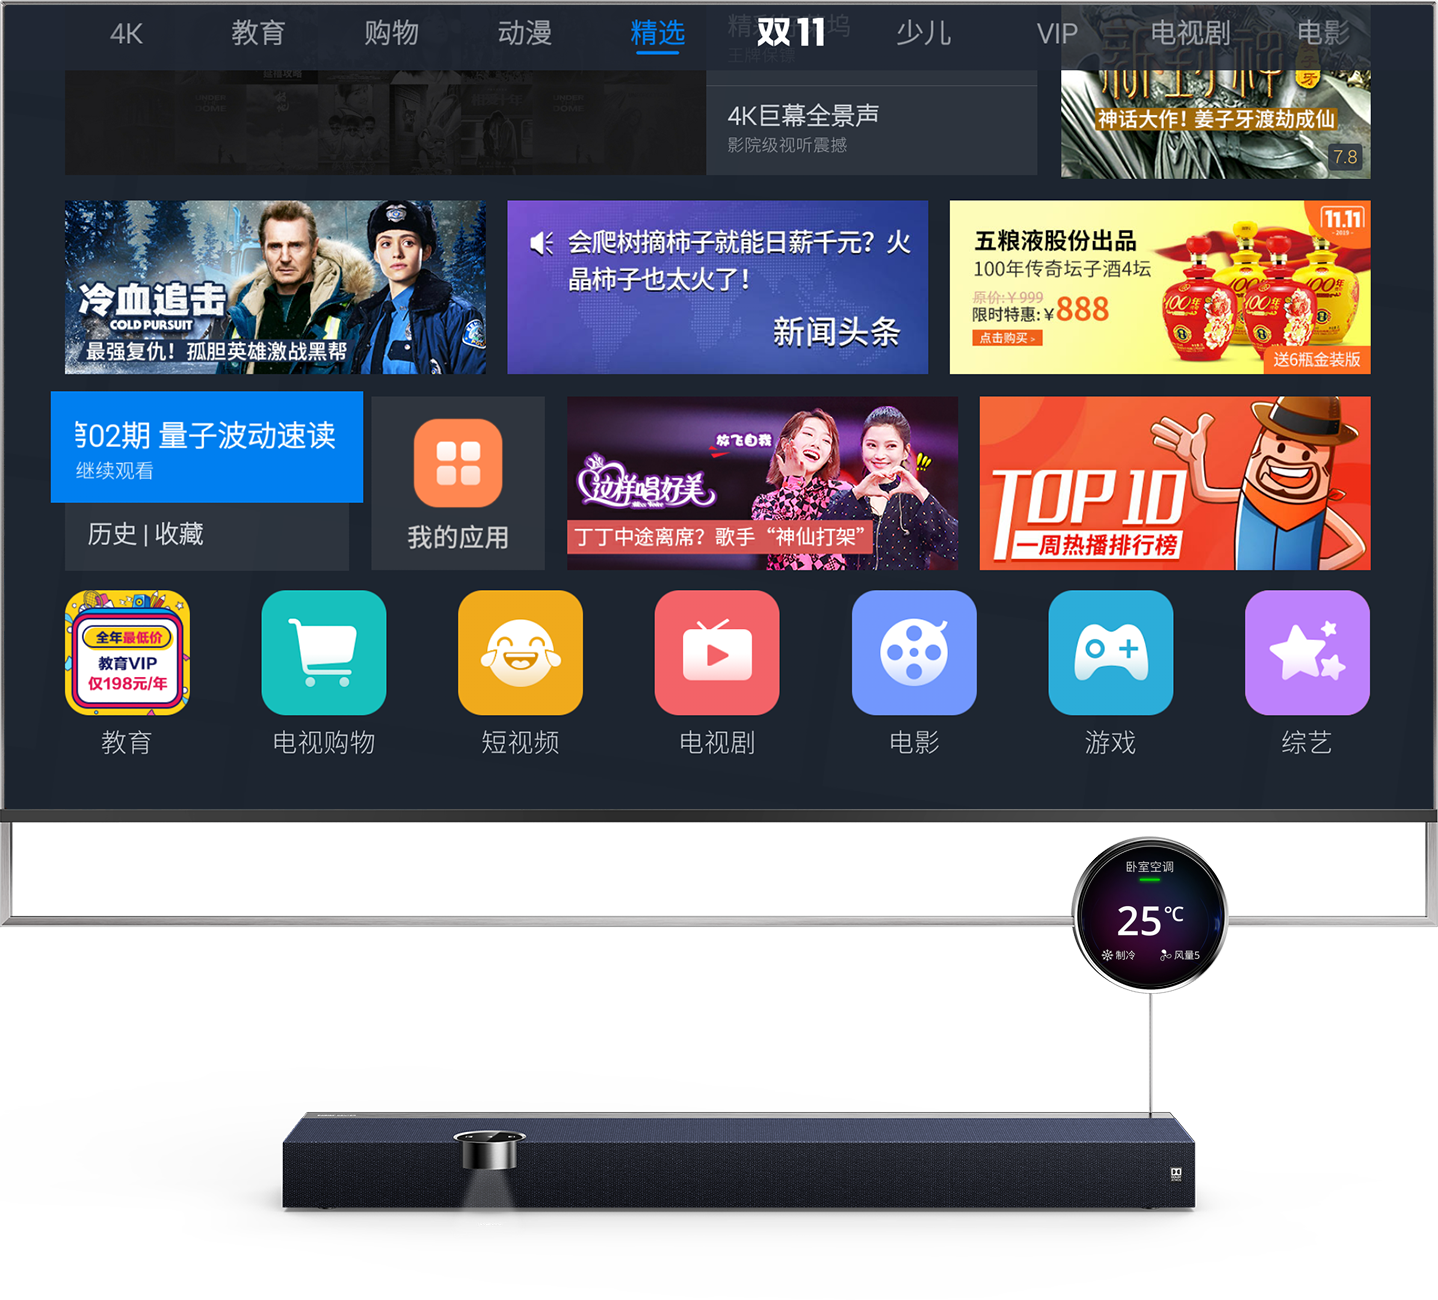 4K
教育
购物
动漫
精选
双11
少儿
VIP
电视剧
电影
王牌保镖
4K巨幕全景声
影院级视听震撼
神话大作！姜子牙渡劫成仙
7.8
冷血追击
COLD PURSUIT
最强复仇！孤胆英雄激战黑帮
会爬树摘柿子就能日薪千元？火
晶柿子也太火了！
新闻头条
11.11
2019
五粮液股份出品
100年传奇坛子酒4坛
原价:￥999
限时特惠:￥888
点击购买 >
送6瓶金装版
第02期 量子波动速读
继续观看
历史 | 收藏
我的应用
放飞自我
这样唱好美
丁丁中途离席？歌手“神仙打架”
TOP 10
一周热播排行榜
全年最低价
教育VIP
仅198元/年
教育
电视购物
短视频
电视剧
电影
游戏
综艺
卧室空调
25℃
制冷
风量5